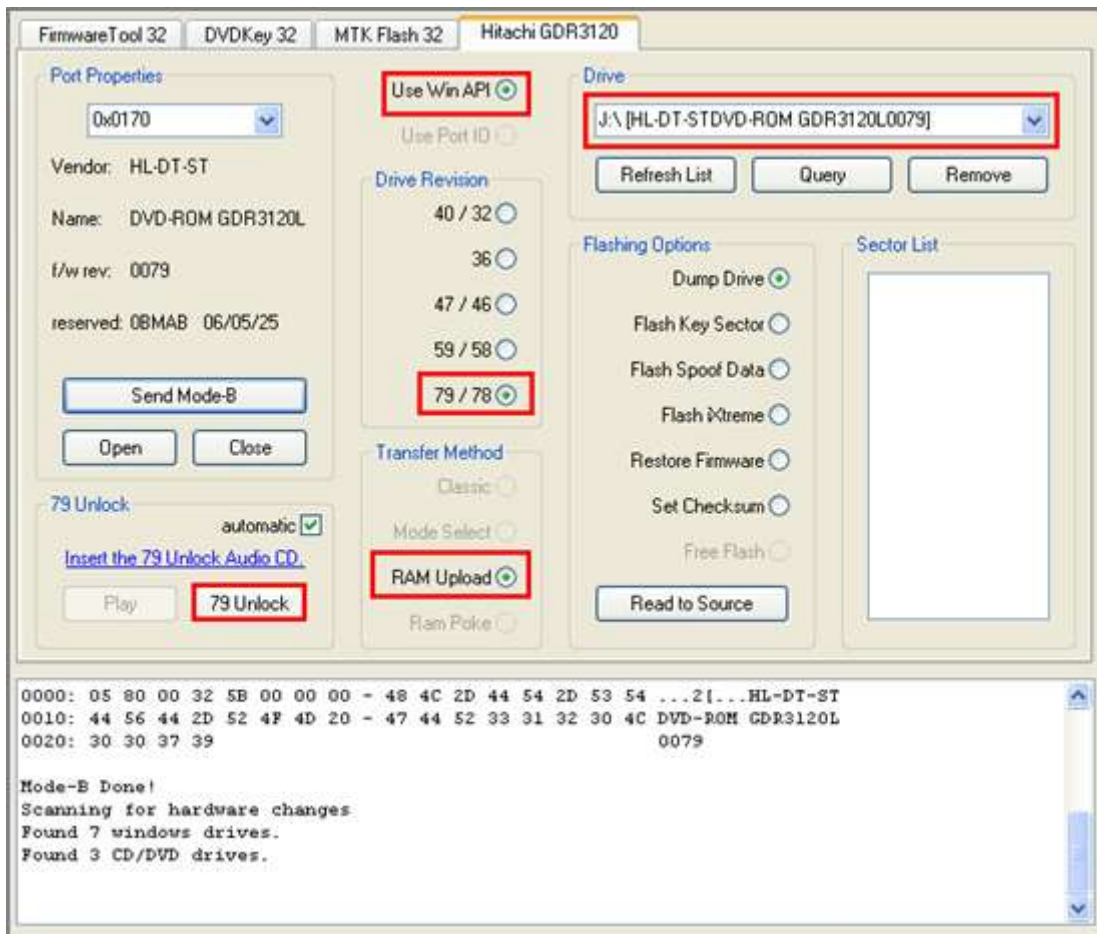 FirmwareTool 32
DVDKey 32
MTK Flash 32
Hitachi GDR3120
Port Properties
0x0170
Vendor: HL-DT-ST
Name: DVD-ROM GDR3120L
f/w rev: 0079
reserved: 0BMAB 06/05/25
Send Mode-B
Open
Close
79 Unlock
automatic
Insert the 79 Unlock Audio CD.
Play
79 Unlock
Use Win API
Use Port IO
Drive Revision
40 / 32
36
47 / 46
59 / 58
79 / 78
Transfer Method
Classic
Mode Select
RAM Upload
Ram Poke
Drive
J:\ [HL-DT-STDVD-ROM GDR3120L0079]
Refresh List
Query
Remove
Flashing Options
Dump Drive
Flash Key Sector
Flash Spoof Data
Flash iXtreme
Restore Firmware
Set Checksum
Free Flash
Read to Source
Sector List
0000: 05 80 00 32 5B 00 00 00 - 48 4C 2D 44 54 2D 53 54 ...2[...HL-DT-ST
0010: 44 56 44 2D 52 4F 4D 20 - 47 44 52 33 31 32 30 4C DVD-ROM GDR3120L
0020: 30 30 37 39 0079
Mode-B Done!
Scanning for hardware changes
Found 7 windows drives.
Found 3 CD/DVD drives.